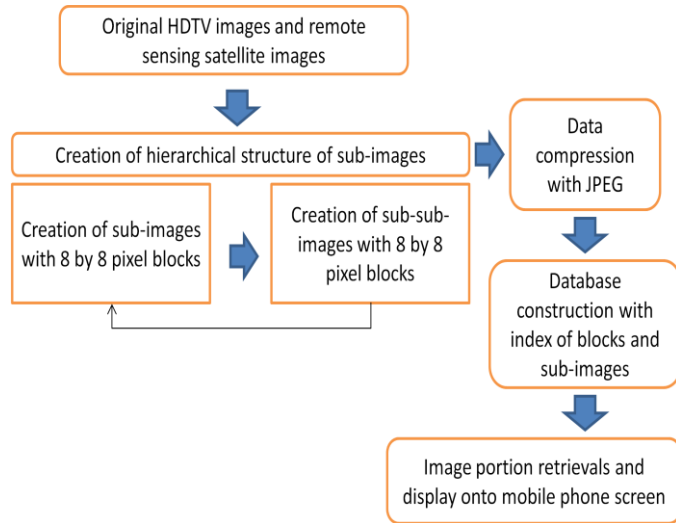 Original HDTV images and remote
sensing satellite images
Creation of hierarchical structure of sub-images
Creation of sub-images
with 8 by 8 pixel blocks
Creation of sub-sub-
images with 8 by 8
pixel blocks
Data
compression
with JPEG
Database
construction with
index of blocks and
sub-images
Image portion retrievals and
display onto mobile phone screen